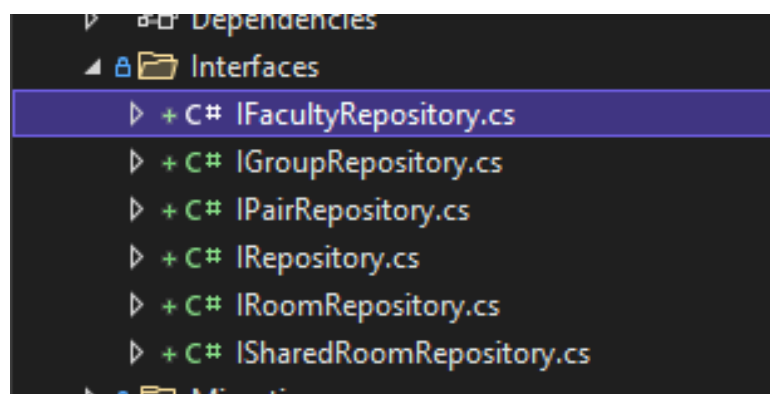 Dependencies
Interfaces
+ C# IFacultyRepository.cs
+ C# IGroupRepository.cs
+ C# IPairRepository.cs
+ C# IRepository.cs
+ C# IRoomRepository.cs
+ C# ISharedRoomRepository.cs